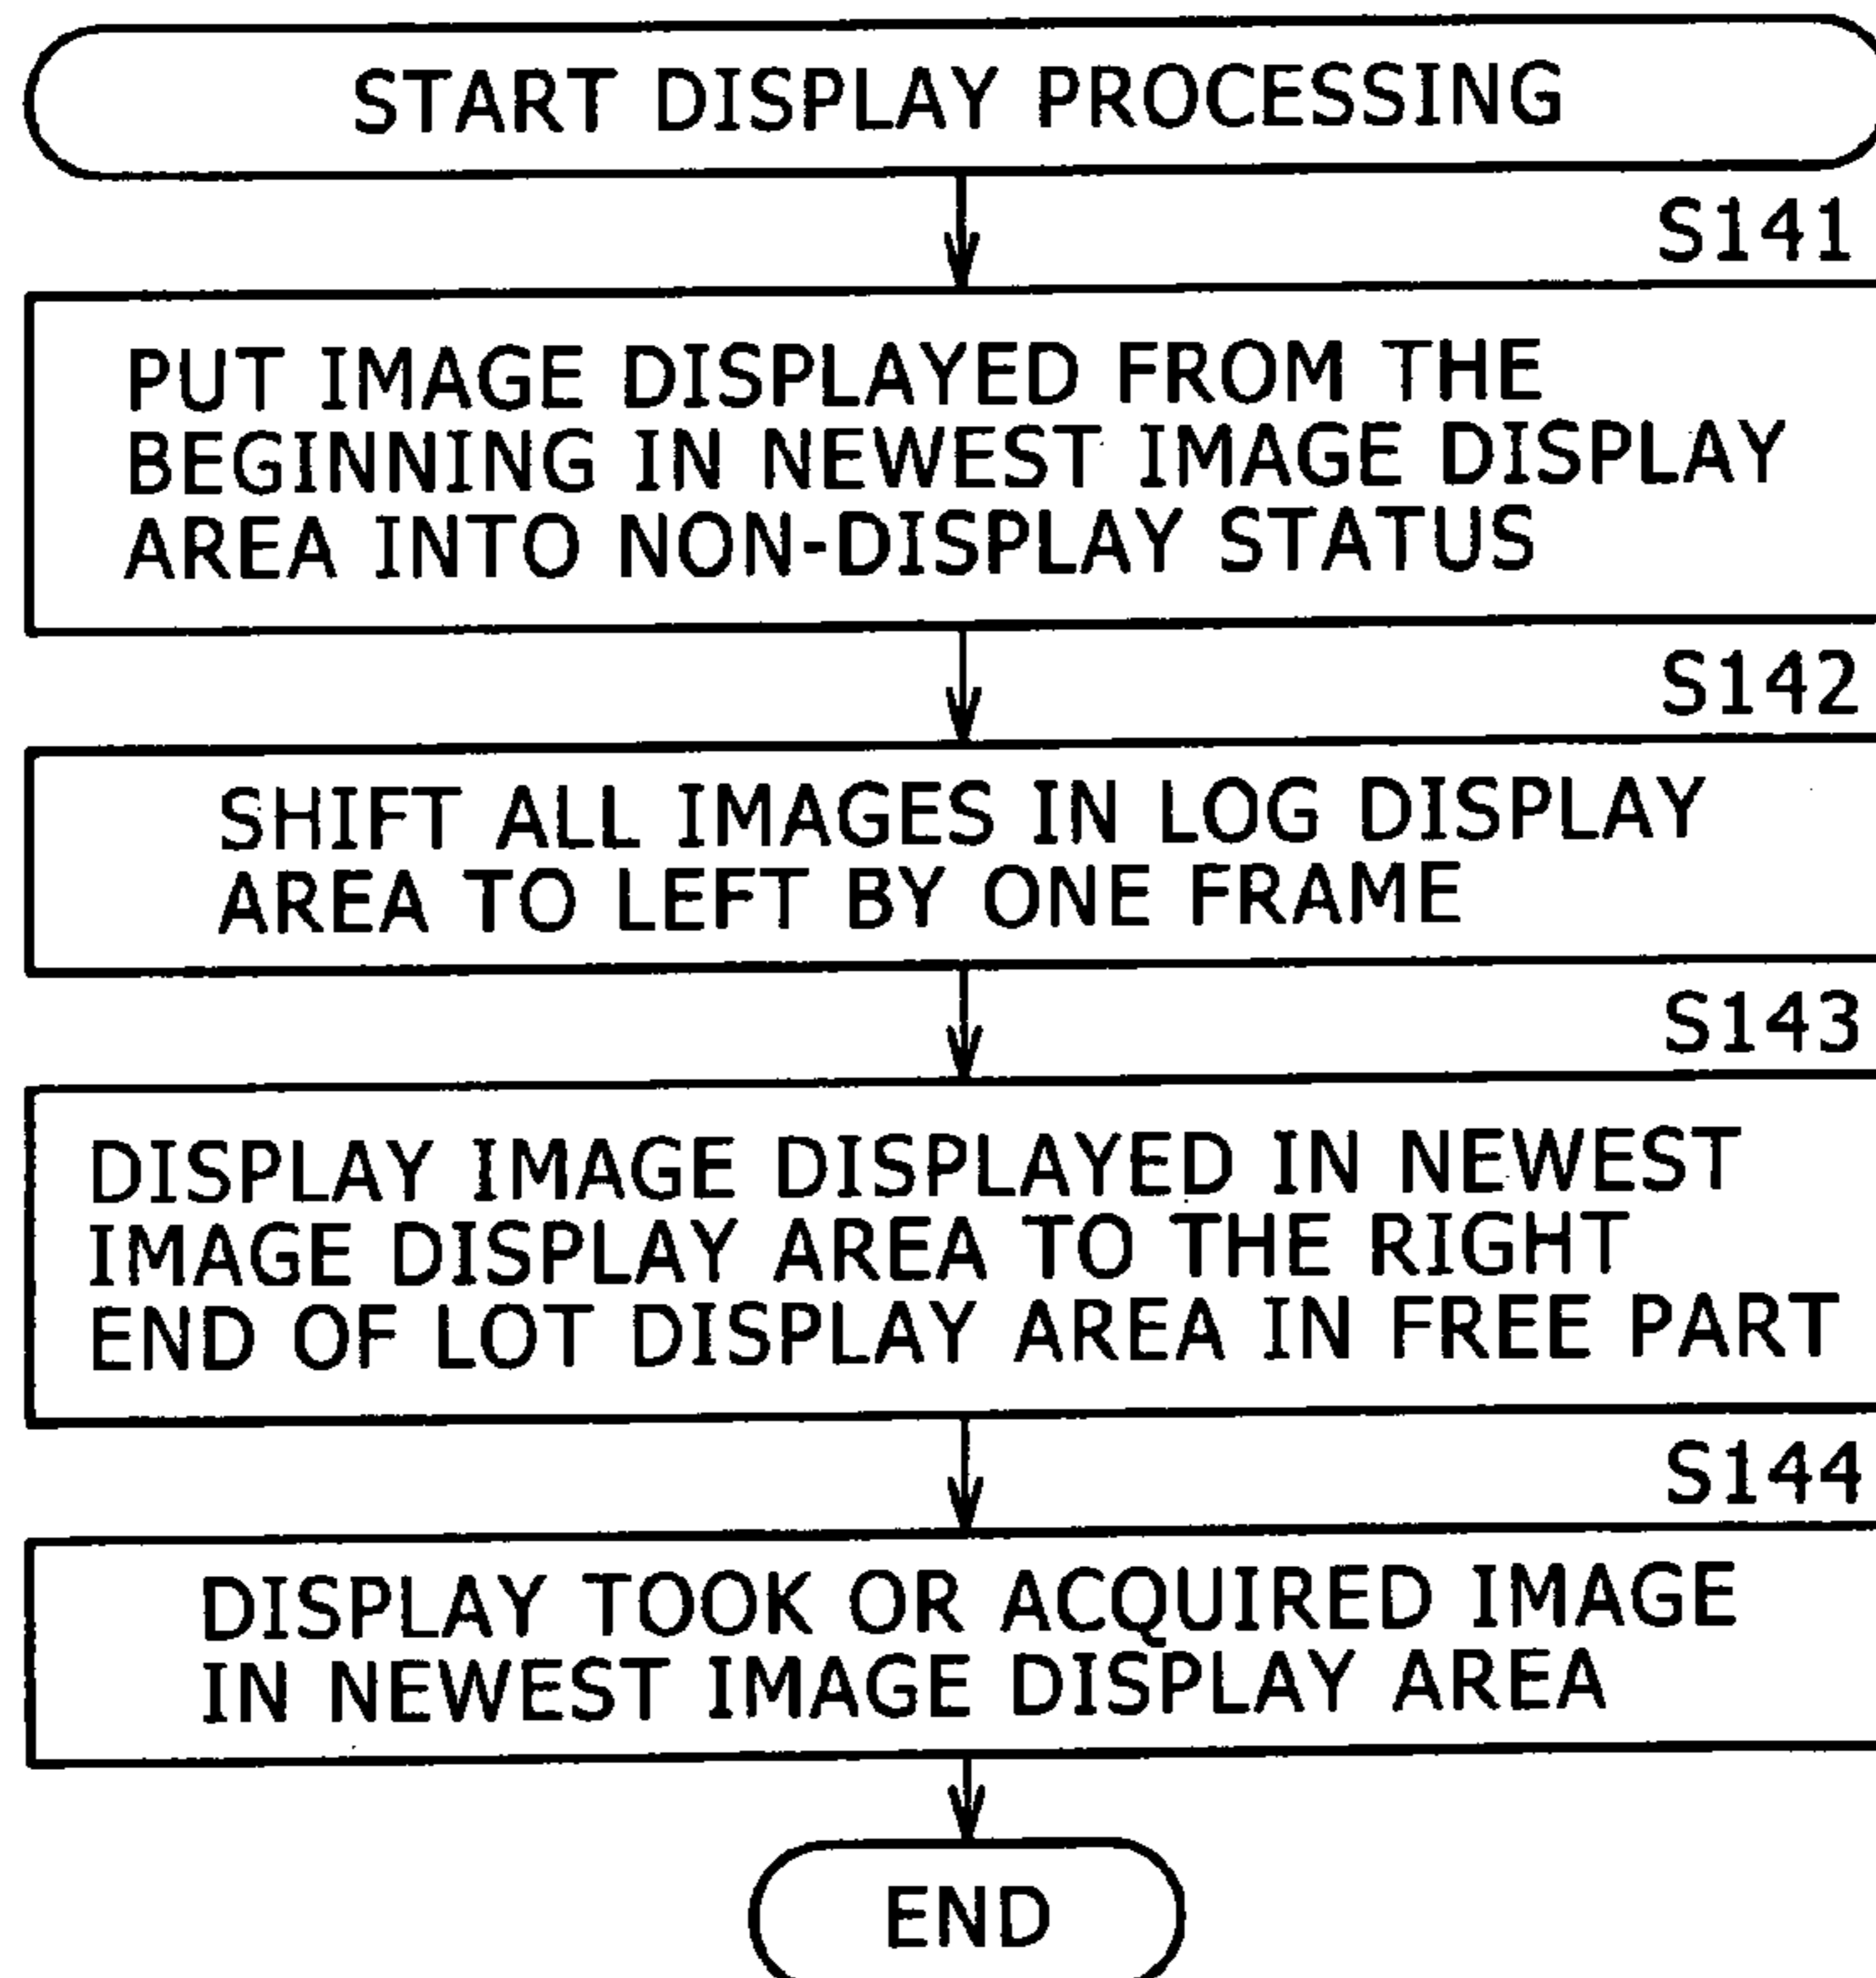 START DISPLAY PROCESSING
S141
PUT IMAGE DISPLAYED FROM THE
BEGINNING IN NEWEST IMAGE DISPLAY
AREA INTO NON-DISPLAY STATUS
S142
SHIFT ALL IMAGES IN LOG DISPLAY
AREA TO LEFT BY ONE FRAME
S143
DISPLAY IMAGE DISPLAYED IN NEWEST
IMAGE DISPLAY AREA TO THE RIGHT
END OF LOT DISPLAY AREA IN FREE PART
S144
DISPLAY TOOK OR ACQUIRED IMAGE
IN NEWEST IMAGE DISPLAY AREA
END